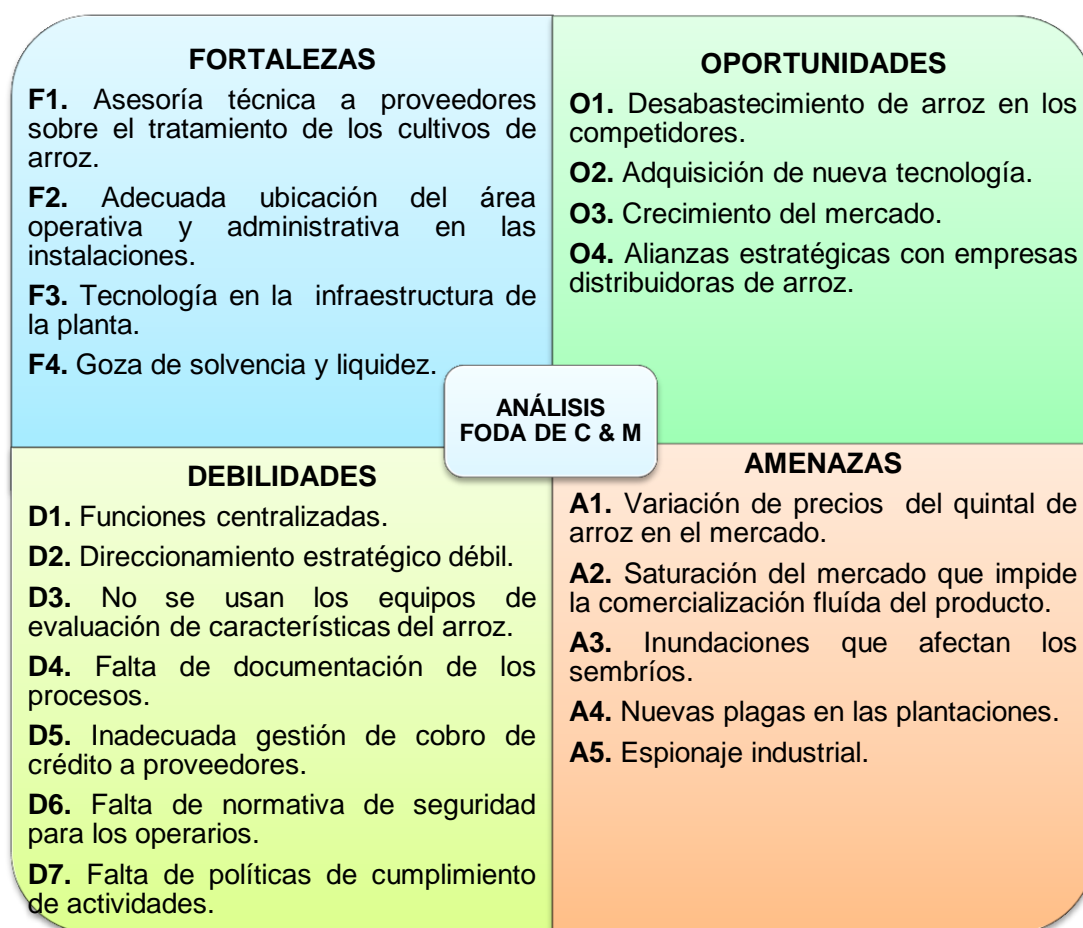 FORTALEZAS
F1. Asesoría técnica a proveedores
sobre el tratamiento de los cultivos de
arroz.
F2. Adecuada ubicación del área
operativa y administrativa en las
instalaciones.
F3. Tecnología en la infraestructura de
la planta.
F4. Goza de solvencia y liquidez.
OPORTUNIDADES
O1. Desabastecimiento de arroz en los
competidores.
O2. Adquisición de nueva tecnología.
O3. Crecimiento del mercado.
O4. Alianzas estratégicas con empresas
distribuidoras de arroz.
ANÁLISIS
FODA DE C & M
DEBILIDADES
D1. Funciones centralizadas.
D2. Direccionamiento estratégico débil.
D3. No se usan los equipos de
evaluación de características del arroz.
D4. Falta de documentación de los
procesos.
D5. Inadecuada gestión de cobro de
crédito a proveedores.
D6. Falta de normativa de seguridad
para los operarios.
D7. Falta de políticas de cumplimiento
de actividades.
AMENAZAS
A1. Variación de precios del quintal de
arroz en el mercado.
A2. Saturación del mercado que impide
la comercialización fluída del producto.
A3. Inundaciones que afectan los
sembríos.
A4. Nuevas plagas en las plantaciones.
A5. Espionaje industrial.